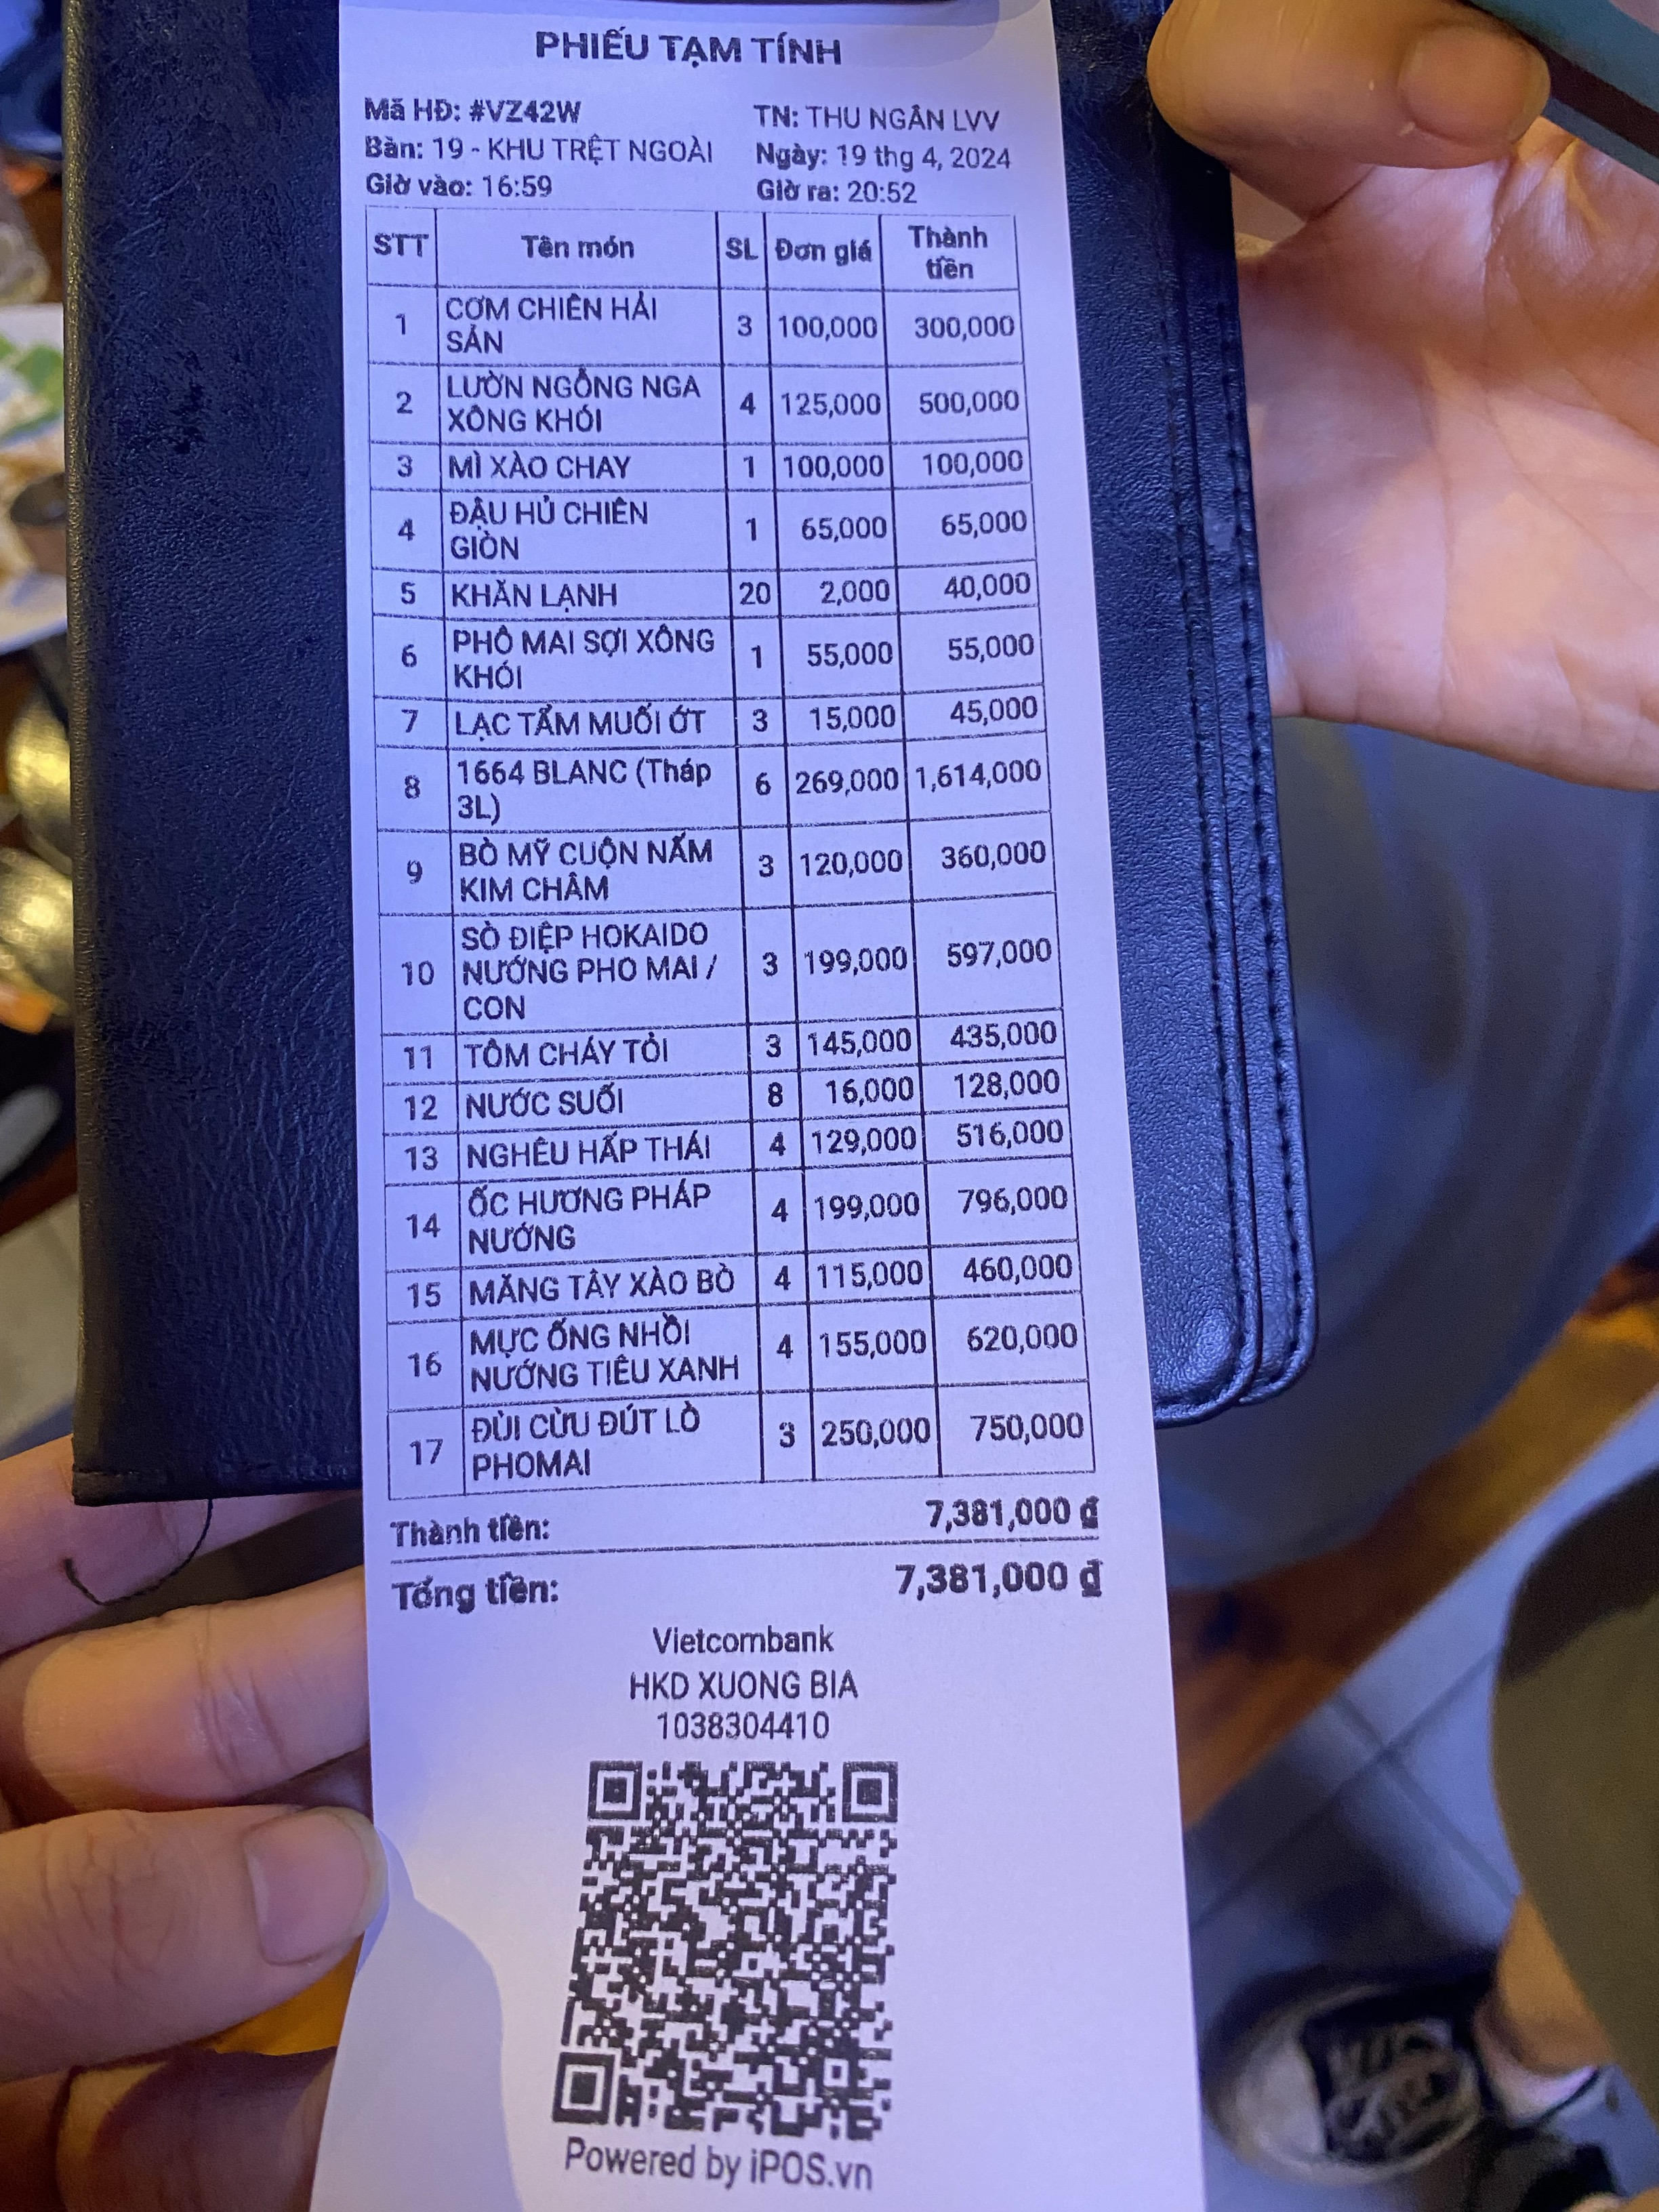 PHIẾU TẠM TÍNH
Mã HĐ: #VZ42W TN: THU NGÂN LVV
Bàn: 19 - KHU TRỆT NGOÀI Ngày: 19 thg 4, 2024
Giờ vào: 16:59 Giờ ra: 20:52
STT Tên món SL Đơn giá Thành
tiền
1 CƠM CHIÊN HẢI
SẢN 3 100,000 300,000
2 LƯỜN NGỖNG NGA
XÔNG KHÓI 4 125,000 500,000
3 MÌ XÀO CHAY 1 100,000 100,000
4 ĐẬU HỦ CHIÊN
GIÒN 1 65,000 65,000
5 KHĂN LẠNH 20 2,000 40,000
6 PHÔ MAI SỢI XÔNG
KHÓI 1 55,000 55,000
7 LẠC TẨM MUỐI ỚT 3 15,000 45,000
8 1664 BLANC (Tháp
3L) 6 269,000 1,614,000
9 BÒ MỸ CUỘN NẤM
KIM CHÂM 3 120,000 360,000
10 SÒ ĐIỆP HOKAIDO
NƯỚNG PHO MAI /
CON 3 199,000 597,000
11 TÔM CHÁY TỎI 3 145,000 435,000
12 NƯỚC SUỐI 8 16,000 128,000
13 NGHÊU HẤP THÁI 4 129,000 516,000
14 ỐC HƯƠNG PHÁP
NƯỚNG 4 199,000 796,000
15 MĂNG TÂY XÀO BÒ 4 115,000 460,000
16 MỰC ỐNG NHỒI
NƯỚNG TIÊU XANH 4 155,000 620,000
17 ĐÙI CỪU ĐÚT LÒ
PHOMAI 3 250,000 750,000
Thành tiền: 7,381,000 ₫
Tổng tiền: 7,381,000 ₫
Vietcombank
HKD XUONG BIA
1038304410
Powered by iPOS.vn